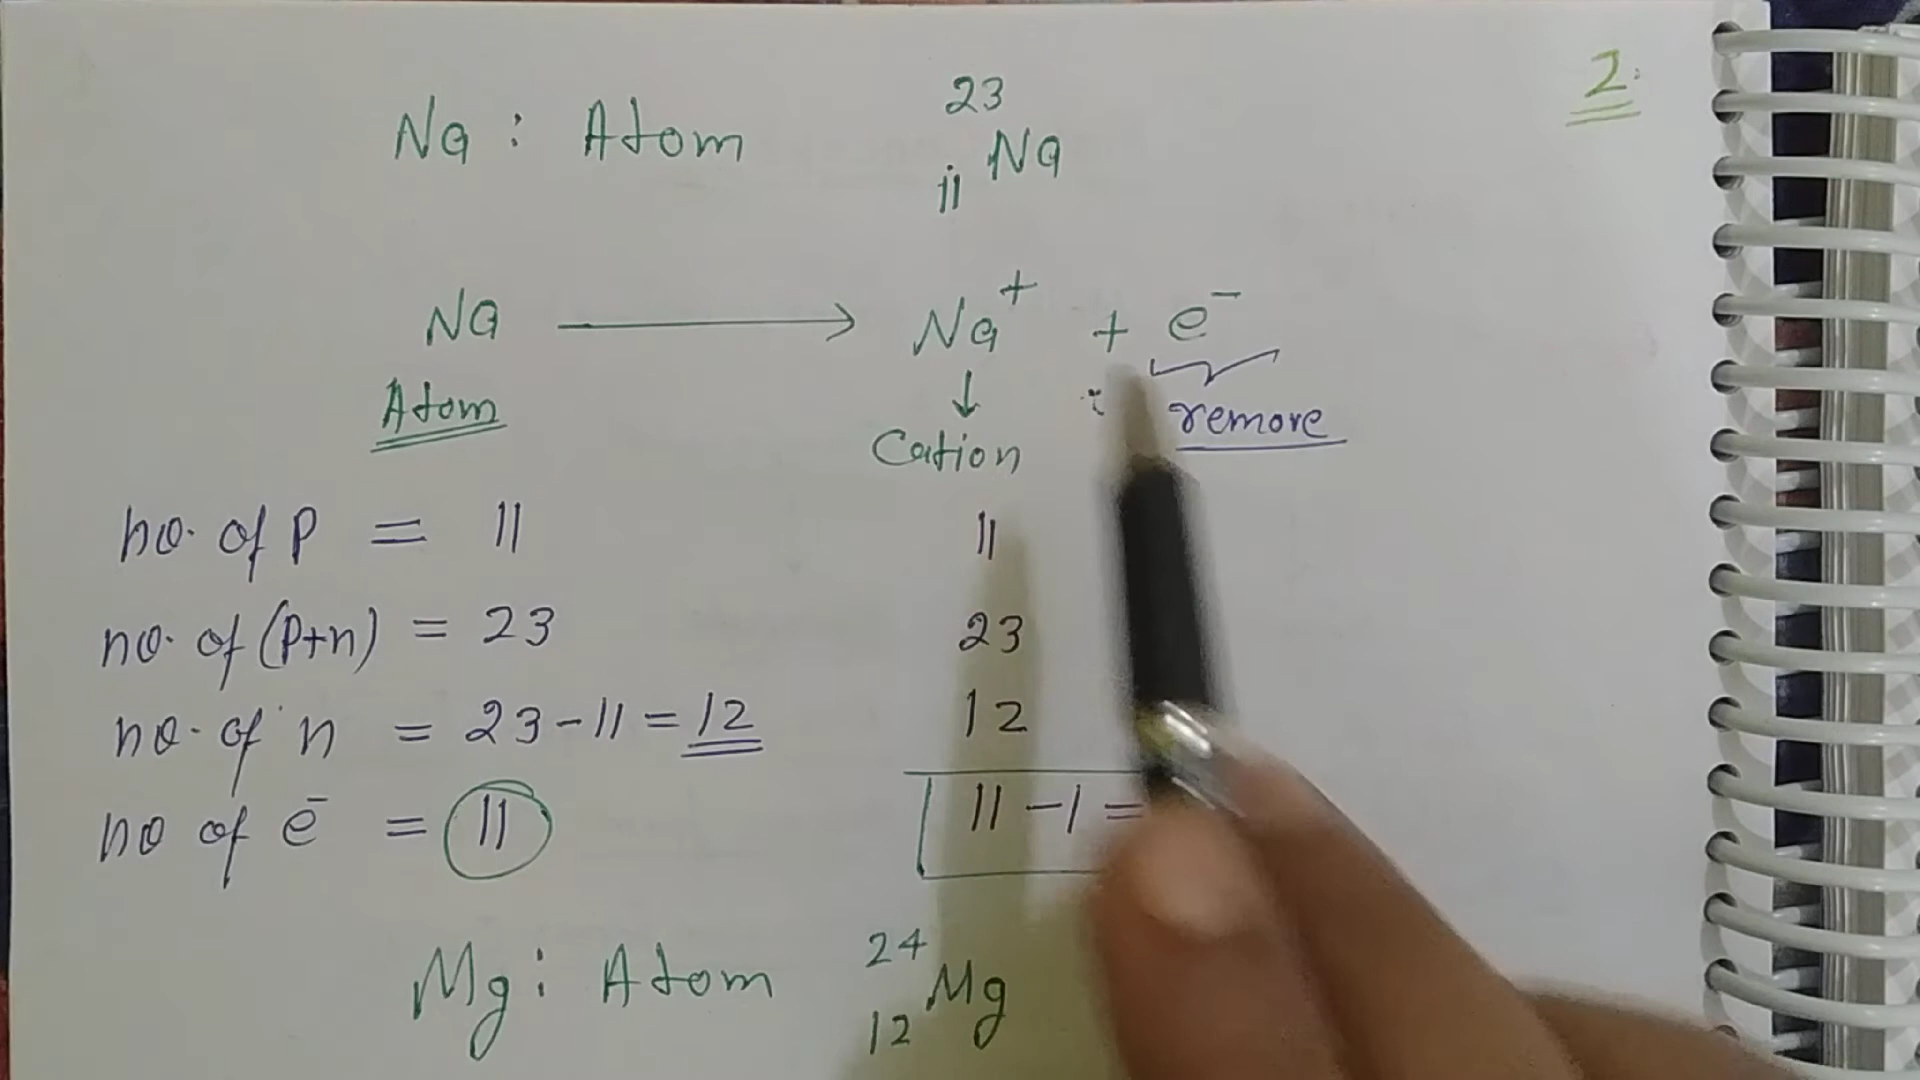 2.
Na : Atom 23 11 Na
Na ⟶ Na+ + e-
Atom ↓ remove
Cation
no. of P = 11 11
no. of (P+n) = 23 23
no. of n = 23-11 = 12 12
no of e- = 11 11 -1 =
Mg : Atom 24 12 Mg